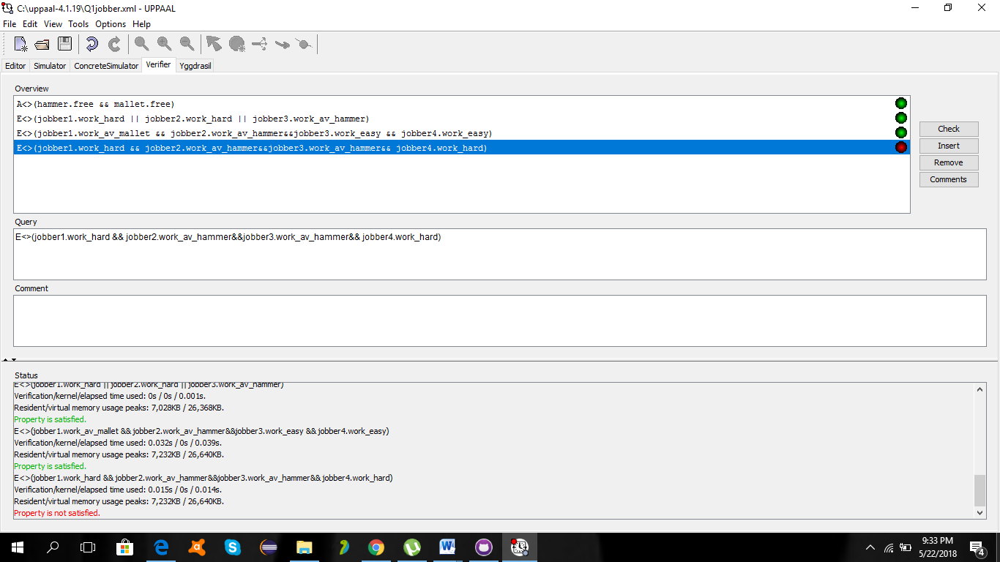 C:\uppaal-4.1.19\Q1jobber.xml - UPPAAL
File Edit View Tools Options Help
Editor Simulator ConcreteSimulator Verifier Yggdrasil
Overview
A<>(hammer.free && mallet.free)
E<>(jobber1.work_hard || jobber2.work_hard || jobber3.work_av_hammer)
E<>(jobber1.work_av_mallet && jobber2.work_av_hammer&&jobber3.work_easy && jobber4.work_easy)
E<>(jobber1.work_hard && jobber2.work_av_hammer&&jobber3.work_av_hammer&& jobber4.work_hard)
Check
Insert
Remove
Comments
Query
E<>(jobber1.work_hard && jobber2.work_av_hammer&&jobber3.work_av_hammer&& jobber4.work_hard)
Comment
Status
E<>(jobber1.work_hard || jobber2.work_hard || jobber3.work_av_hammer)
Verification/kernel/elapsed time used: 0s / 0s / 0.001s.
Resident/virtual memory usage peaks: 7,028KB / 26,368KB.
Property is satisfied.
E<>(jobber1.work_av_mallet && jobber2.work_av_hammer&&jobber3.work_easy && jobber4.work_easy)
Verification/kernel/elapsed time used: 0.032s / 0s / 0.039s.
Resident/virtual memory usage peaks: 7,232KB / 26,640KB.
Property is satisfied.
E<>(jobber1.work_hard && jobber2.work_av_hammer&&jobber3.work_av_hammer&& jobber4.work_hard)
Verification/kernel/elapsed time used: 0.015s / 0s / 0.014s.
Resident/virtual memory usage peaks: 7,232KB / 26,640KB.
Property is not satisfied.
9:33 PM
5/22/2018
4